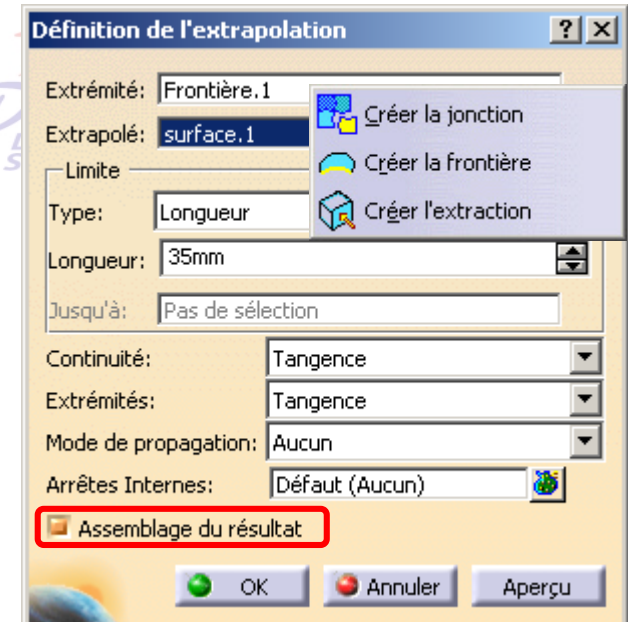 Définition de l'extrapolation
Extrémité: Frontière.1
Créer la jonction
Extrapolé: surface.1
Créer la frontière
Limite
Créer l'extraction
Type: Longueur
Longueur: 35mm
Jusqu'à: Pas de sélection
Continuité: Tangence
Extrémités: Tangence
Mode de propagation: Aucun
Arrêtes Internes: Défaut (Aucun)
Assemblage du résultat
OK Annuler Aperçu